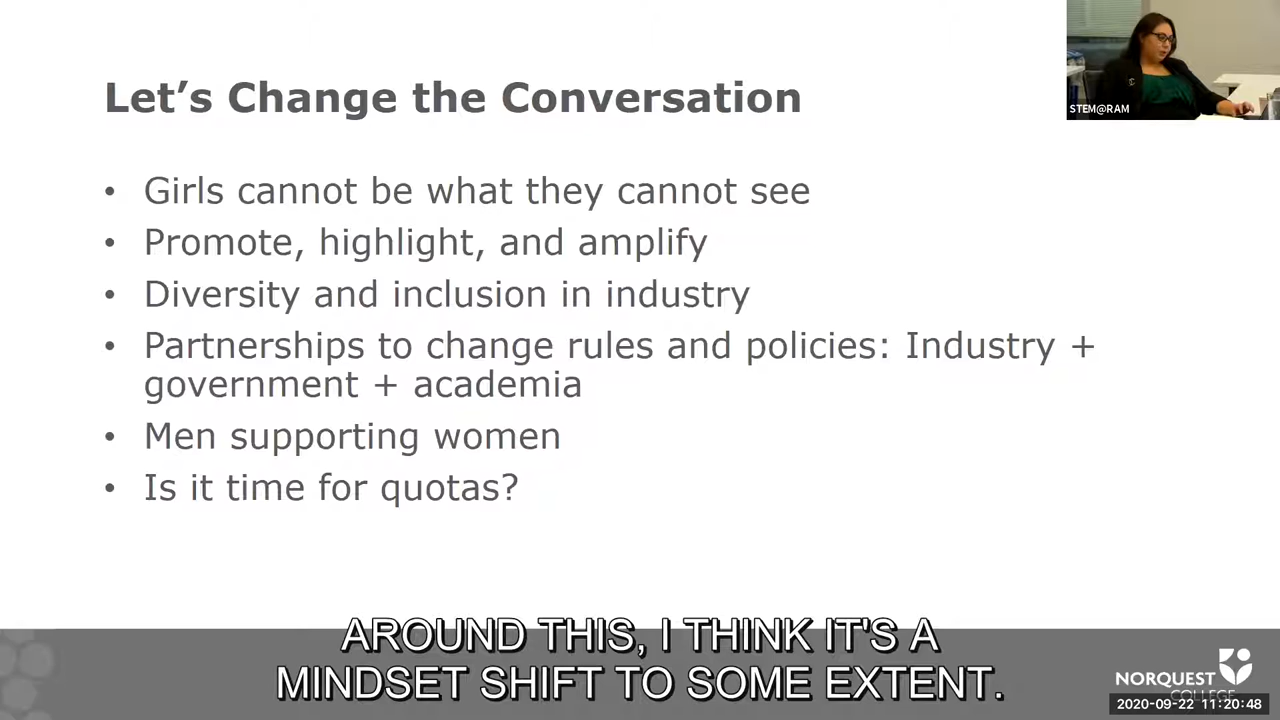 Let's Change the Conversation
STEM@RAM
• Girls cannot be what they cannot see
• Promote, highlight, and amplify
• Diversity and inclusion in industry
• Partnerships to change rules and policies: Industry +
government + academia
• Men supporting women
• Is it time for quotas?
AROUND THIS, I THINK IT'S A
MINDSET SHIFT TO SOME EXTENT.
NORQUEST
COLLEGE
2020-09-22 11:20:48